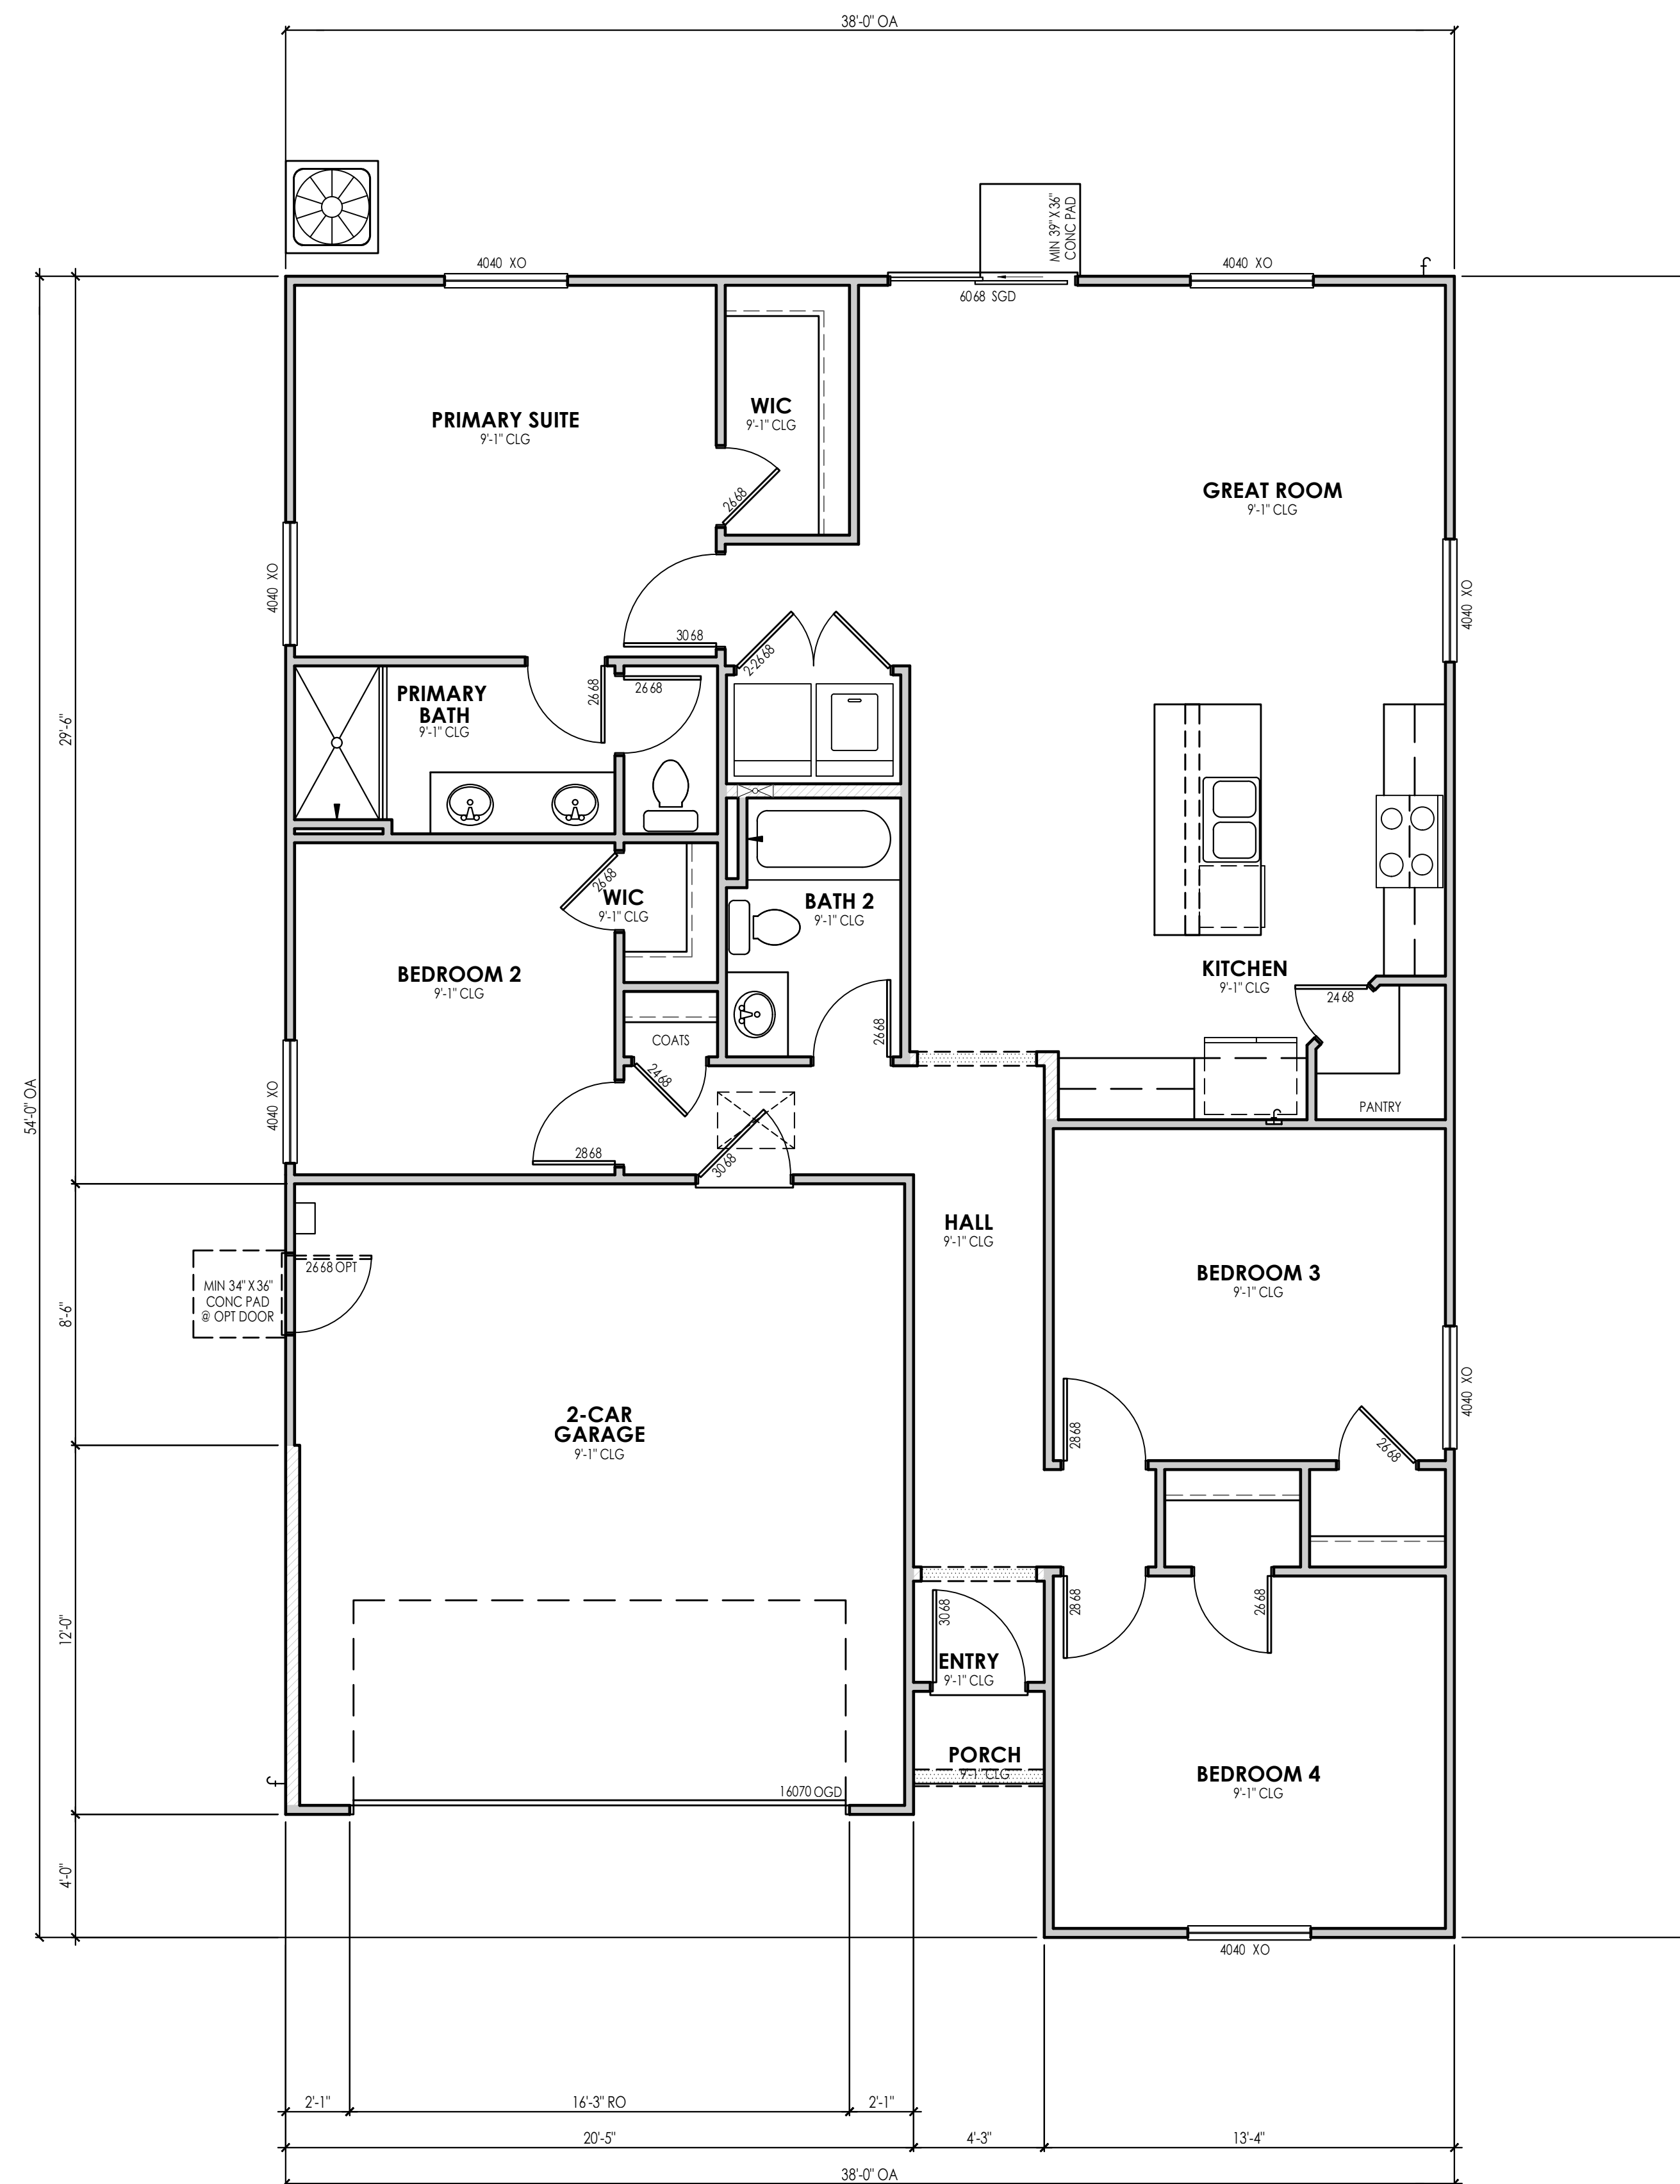 38'-0" OA
MIN 39" X 36"
CONC PAD
4040 XO
4040 XO
6068 SGD
PRIMARY SUITE
9'-1" CLG
WIC
9'-1" CLG
2668
GREAT ROOM
9'-1" CLG
4040 XO
4040 XO
3068
2-2668
PRIMARY
BATH
9'-1" CLG
2668
2668
29'-6"
2668
WIC
9'-1" CLG
BATH 2
9'-1" CLG
BEDROOM 2
9'-1" CLG
KITCHEN
9'-1" CLG
2468
2668
COATS
2468
4040 XO
54'-0" OA
PANTRY
2868
3068
HALL
9'-1" CLG
2668 OPT
MIN 34" X 36"
CONC PAD
@ OPT DOOR
8'-6"
BEDROOM 3
9'-1" CLG
4040 XO
2-CAR
GARAGE
9'-1" CLG
2868
2668
12'-0"
3068
2868
2668
ENTRY
9'-1" CLG
PORCH
9'-1" CLG
BEDROOM 4
9'-1" CLG
16070 OGD
4'-0"
4040 XO
2'-1"
16'-3" RO
2'-1"
20'-5"
4'-3"
13'-4"
38'-0" OA